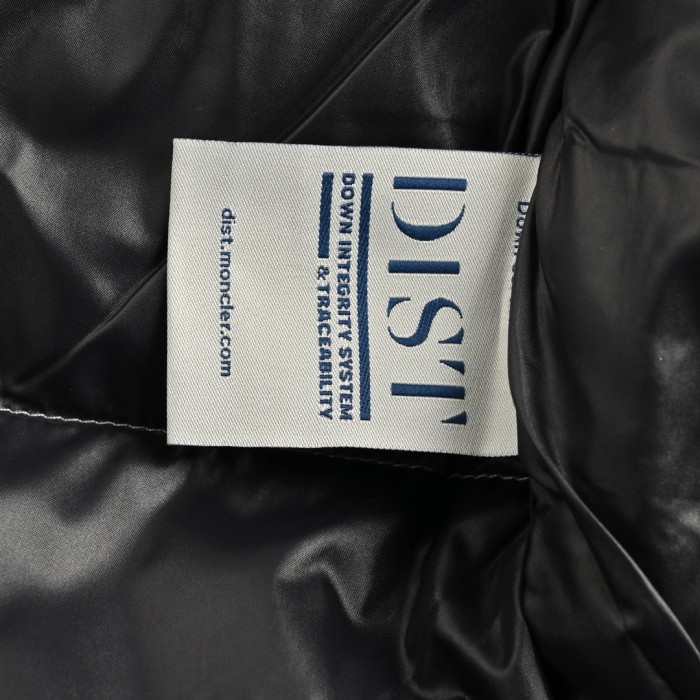 DIST
DOWN INTEGRITY SYSTEM
& TRACEABILITY
dist.moncler.com